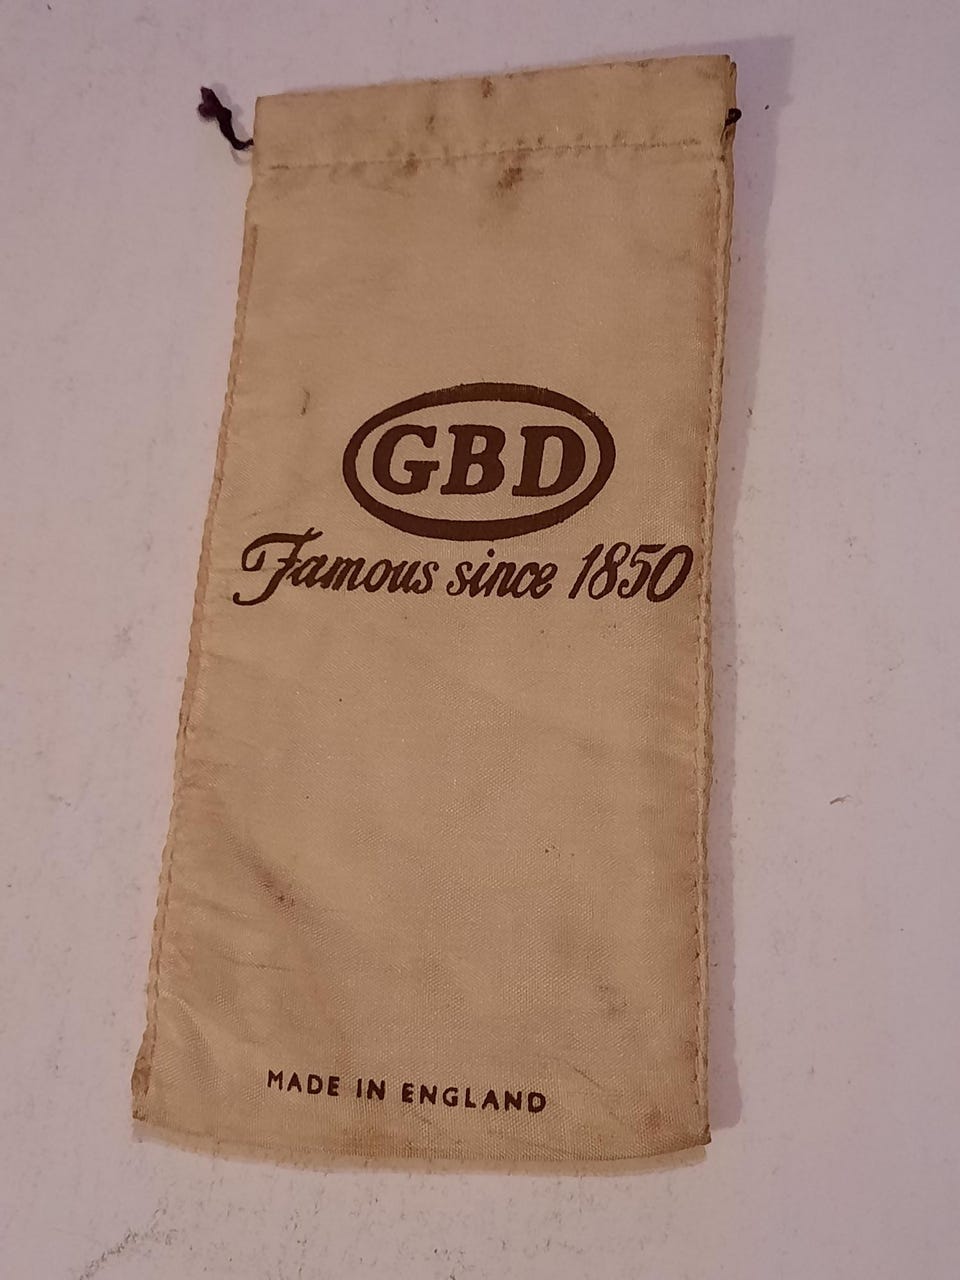 GBD
Famous since 1850
MADE IN ENGLAND